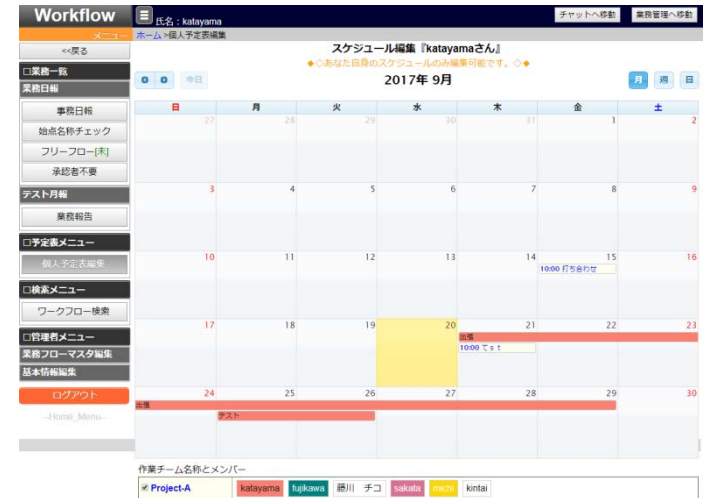 Workflow
氏名 : katayama
チャットへ移動
業務管理へ移動
メニュー
ホーム >個人予定表編集
<<戻る
スケジュール編集『katayamaさん』
◆◇あなた自身のスケジュールのみ編集可能です。◇◆
□業務一覧
業務日報
今日
2017年 9月
月 週 日
事務日報
始点名称チェック
フリーフロー[未]
承認者不要
テスト月報
業務報告
□予定表メニュー
個人予定表編集
□検索メニュー
ワークフロー検索
□管理者メニュー
業務フローマスタ編集
基本情報編集
ログアウト
--Home_Menu--
日 月 火 水 木 金 土
27 28 29 30 31 1 2
3 4 5 6 7 8 9
10 11 12 13 14 15 16
10:00 打ち合わせ
17 18 19 20 21 22 23
出張
10:00 てｓｔ
24 25 26 27 28 29 30
出張
テスト
作業チーム名称とメンバー
Project-A katayama fujikawa 藤川 チコ sakata michi kintai